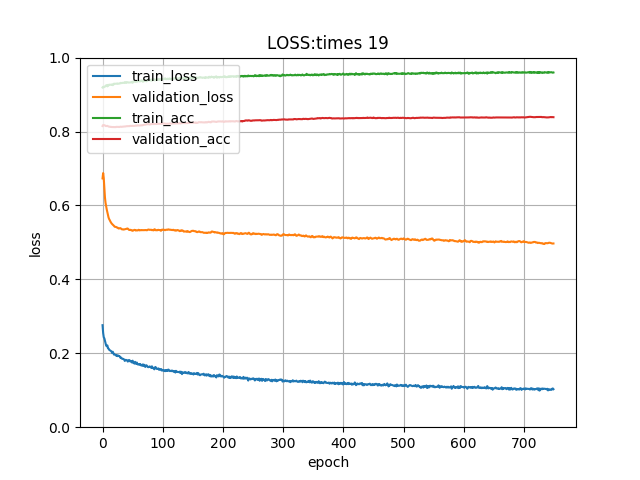 LOSS:times 19
1.0
0.8
0.6
0.4
0.2
0.0
loss
train_loss
validation_loss
train_acc
validation_acc
0 100 200 300 400 500 600 700
epoch